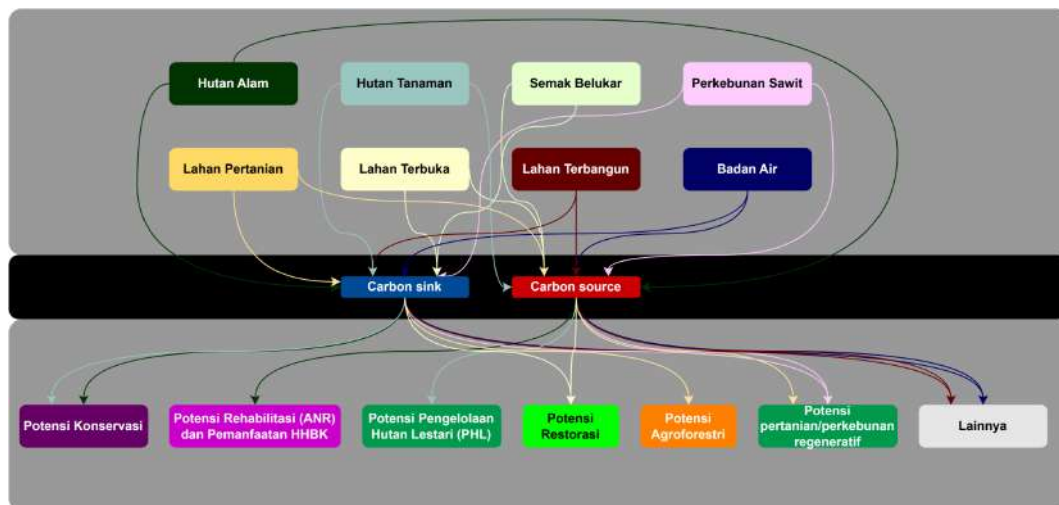 Hutan Alam
Hutan Tanaman
Semak Belukar
Perkebunan Sawit
Lahan Pertanian
Lahan Terbuka
Lahan Terbangun
Badan Air
Carbon sink
Carbon source
Potensi Konservasi
Potensi Rehabilitasi (ANR)
dan Pemanfaatan HHBK
Potensi Pengelolaan
Hutan Lestari (PHL)
Potensi
Restorasi
Potensi
Agroforestri
Potensi
pertanian/perkebunan
regeneratif
Lainnya